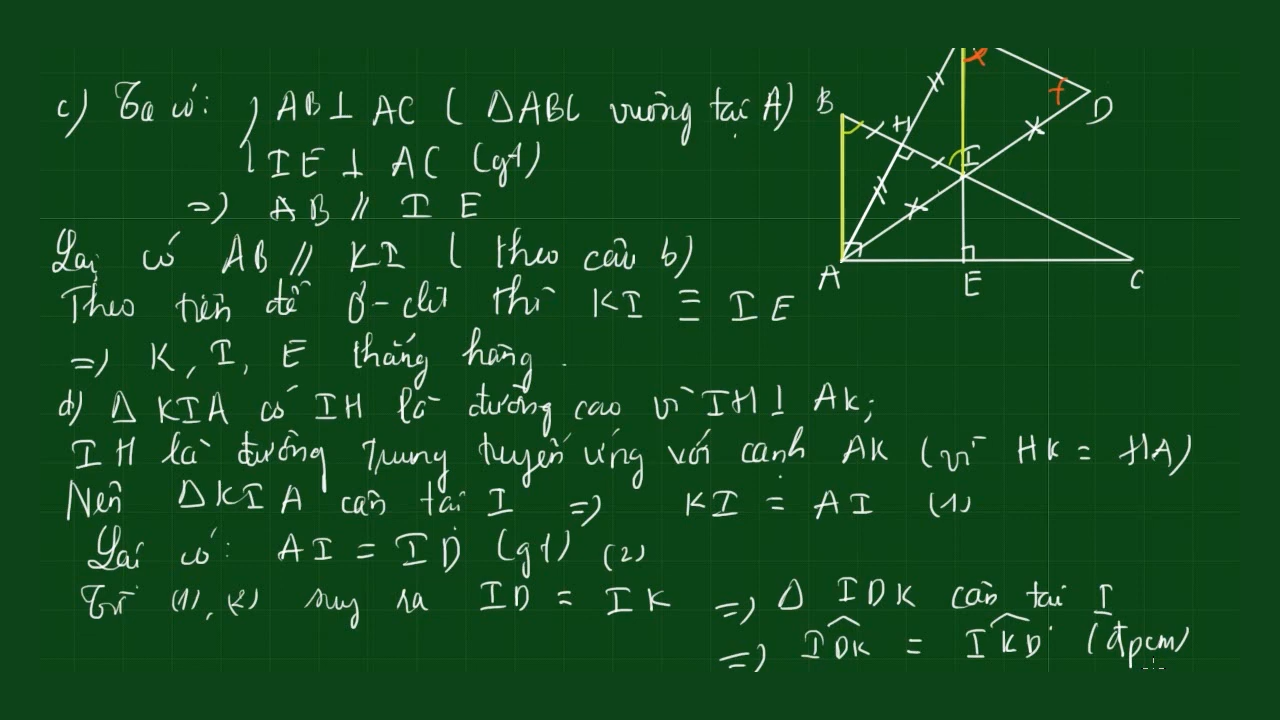 c) Ta có: { AB ⊥ AC ( ΔABC vuông tại A)
IE ⊥ AC (gt)
=) AB // IE
Lại có AB // KI ( theo câu b)
Theo tiên đề Ơ-clit thì KI ≡ IE
=) K, I, E thẳng hàng.
d) Δ KIA có IH là đường cao vì IH ⊥ AK;
IH là đường trung tuyến ứng với cạnh AK (vì HK = HA)
Nên ΔKIA cân tại I =) KI = AI (1)
Lại có: AI = ID (gt) (2)
Từ (1), (2) suy ra ID = IK =) Δ IDK cân tại I
=) IDK = IKD (đpcm)
B
H
I
D
A
E
C